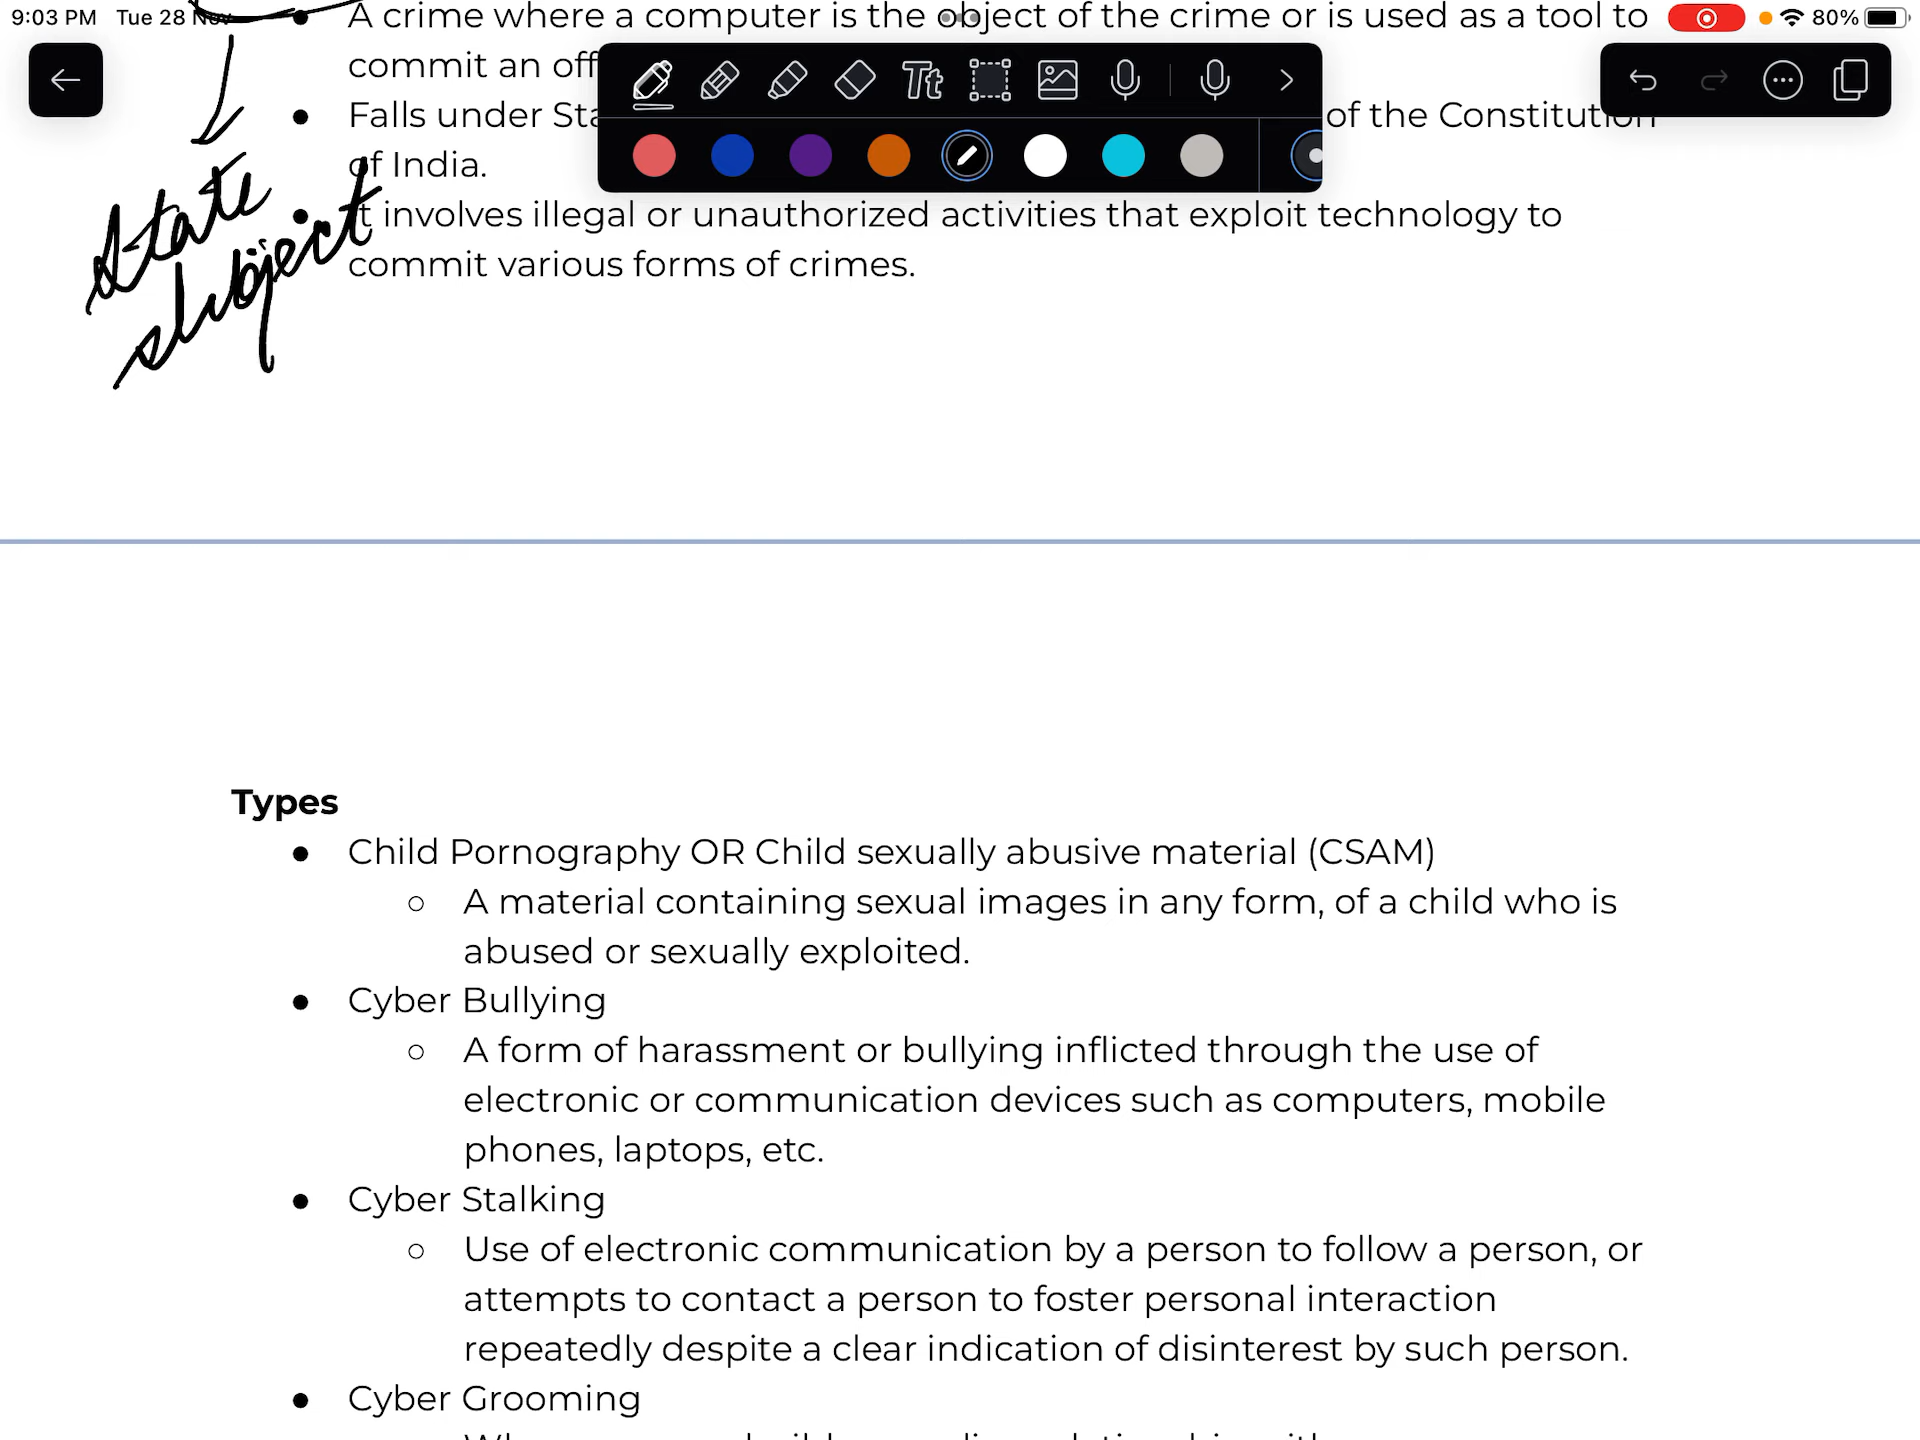 9:03 PM Tue 28 Nov
80%
A crime where a computer is the object of the crime or is used as a tool to
commit an off
Falls under Sta of the Constitution
of India.
It involves illegal or unauthorized activities that exploit technology to
commit various forms of crimes.
State
subject
Tt
Types
Child Pornography OR Child sexually abusive material (CSAM)
A material containing sexual images in any form, of a child who is
abused or sexually exploited.
Cyber Bullying
A form of harassment or bullying inflicted through the use of
electronic or communication devices such as computers, mobile
phones, laptops, etc.
Cyber Stalking
Use of electronic communication by a person to follow a person, or
attempts to contact a person to foster personal interaction
repeatedly despite a clear indication of disinterest by such person.
Cyber Grooming